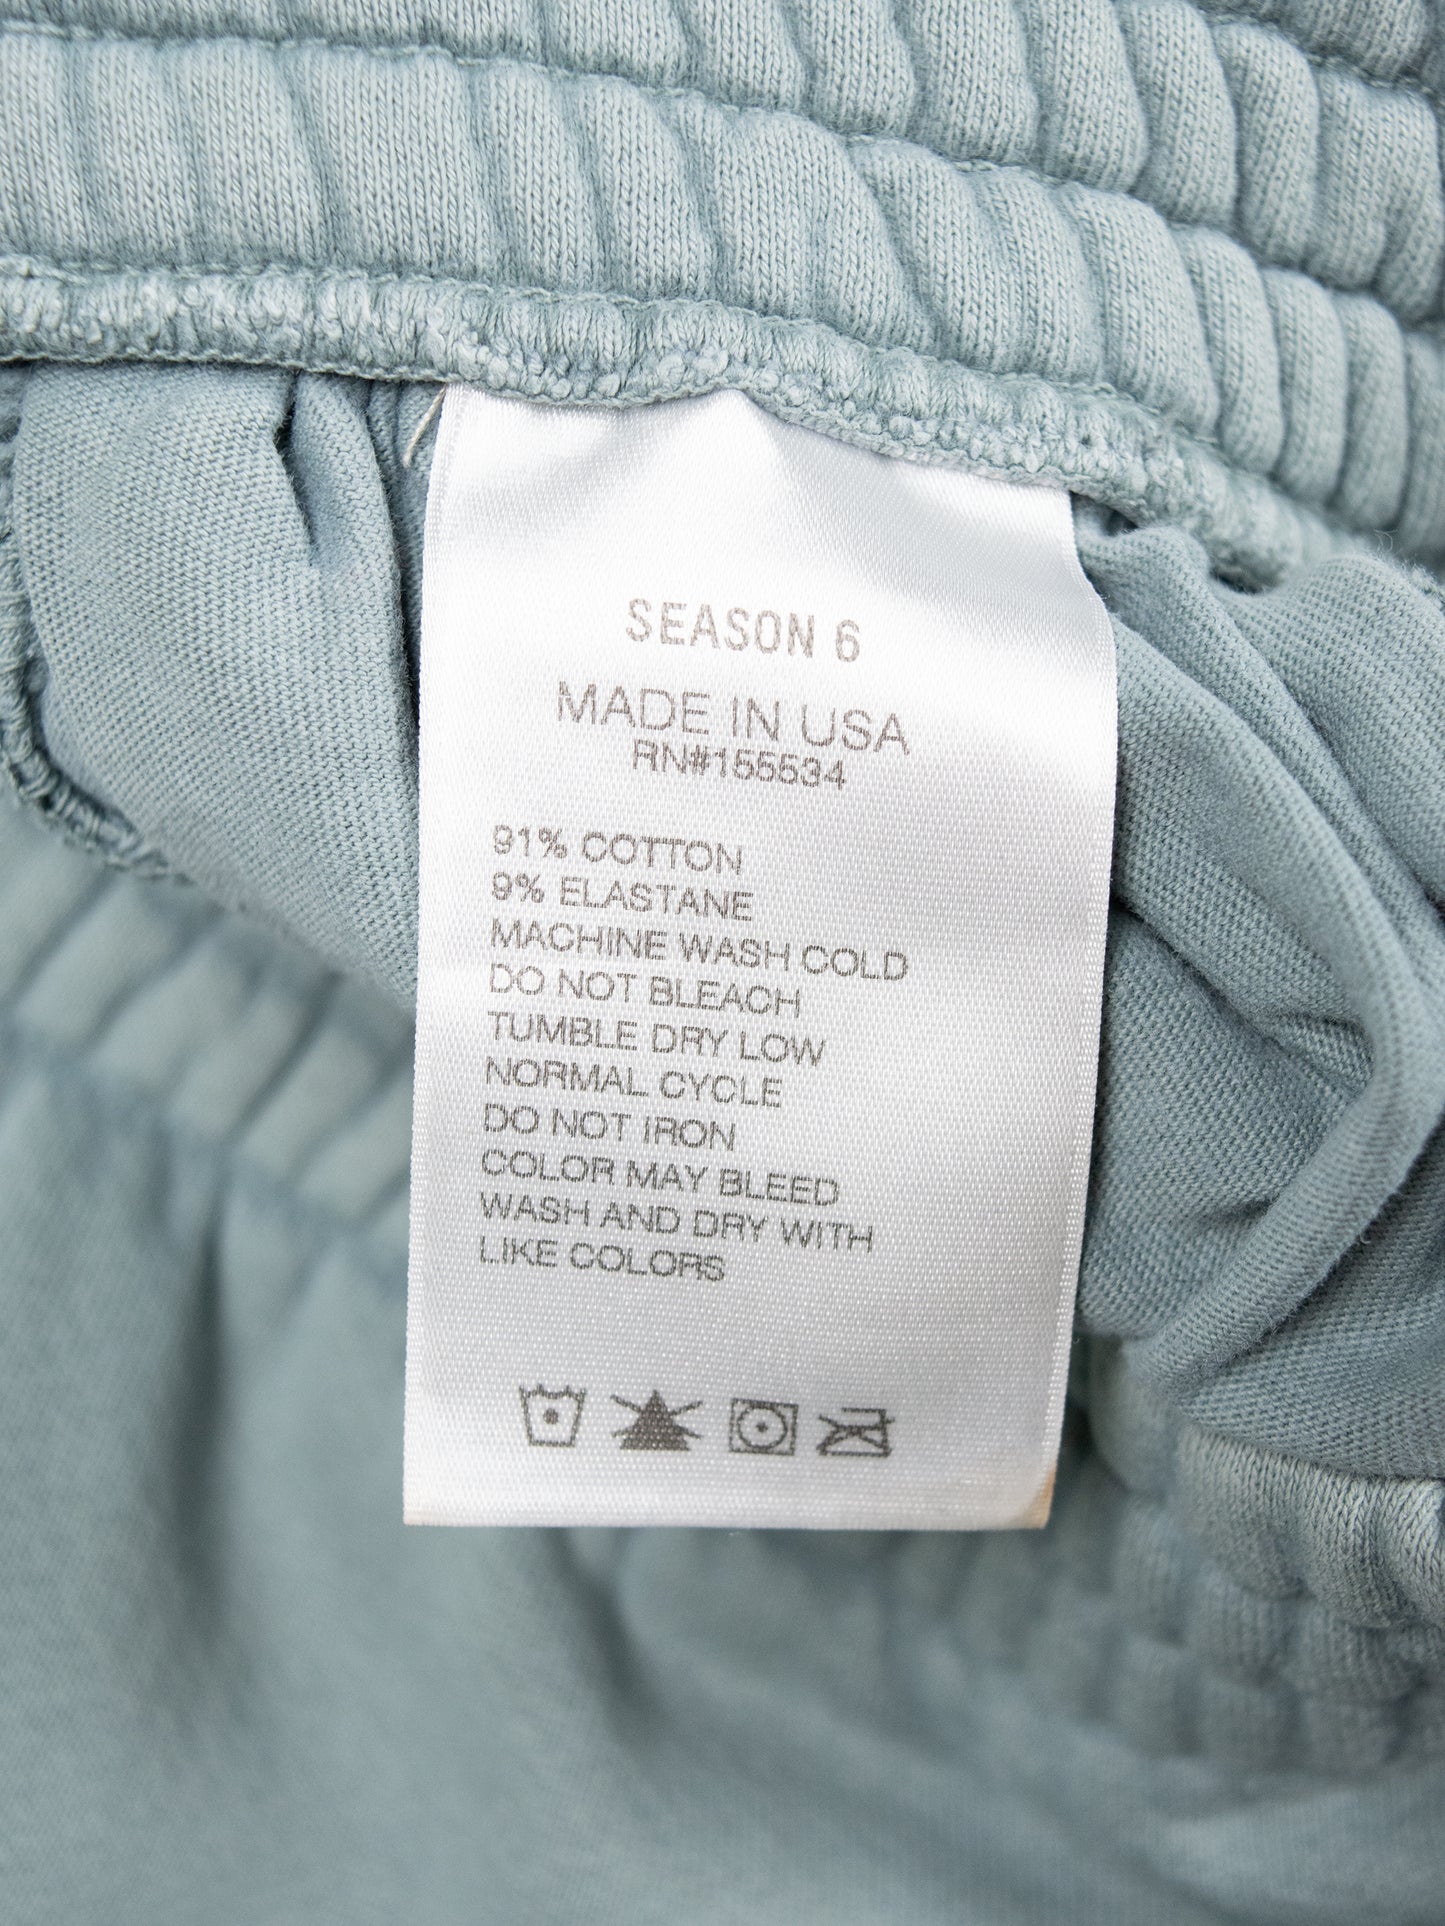 SEASON 6
MADE IN USA
RN#155534
91% COTTON
9% ELASTANE
MACHINE WASH COLD
DO NOT BLEACH
TUMBLE DRY LOW
NORMAL CYCLE
DO NOT IRON
COLOR MAY BLEED
WASH AND DRY WITH
LIKE COLORS